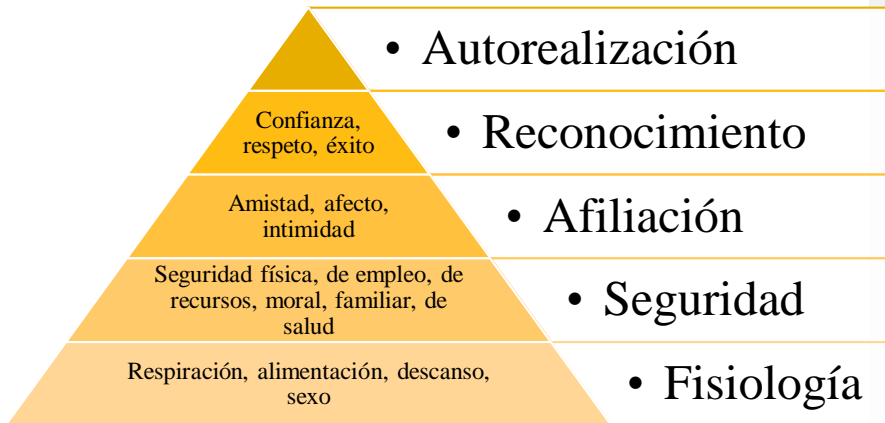 • Autorealización
Confianza,
respeto, éxito
• Reconocimiento
Amistad, afecto,
intimidad
• Afiliación
Seguridad física, de empleo, de
recursos, moral, familiar, de
salud
• Seguridad
Respiración, alimentación, descanso,
sexo
• Fisiología